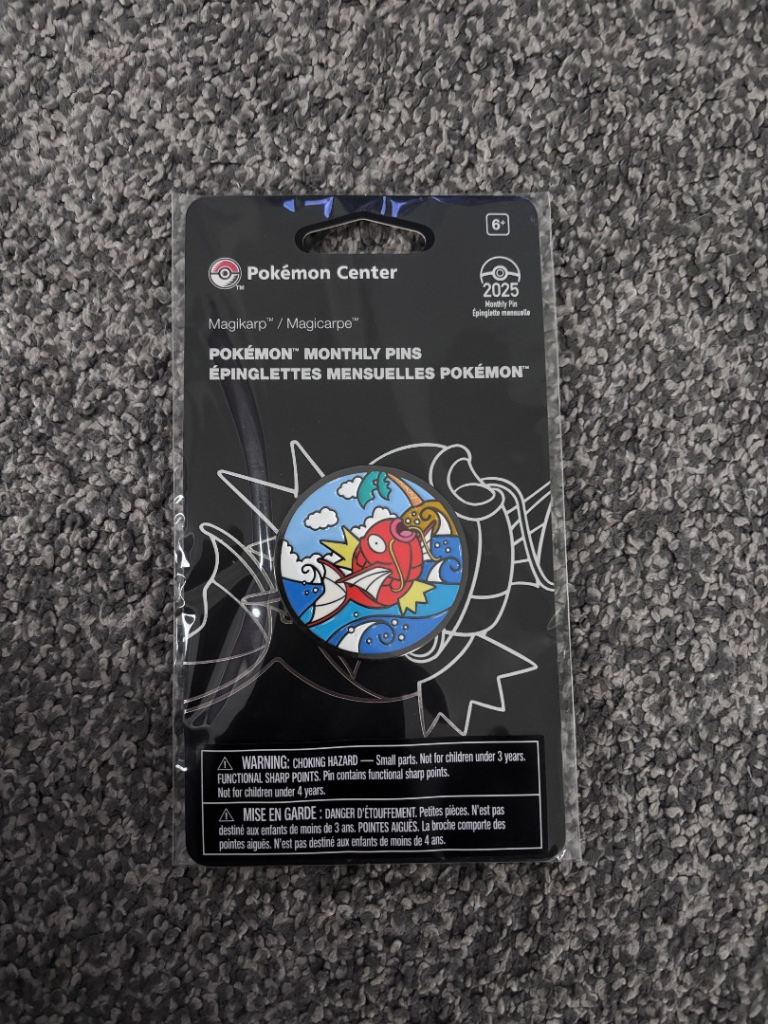 6+
Pokémon Center
TM
2025
Monthly Pin
Épinglette mensuelle
Magikarp™ / Magicarpe™
POKÉMON™ MONTHLY PINS
ÉPINGLETTES MENSUELLES POKÉMON™
WARNING: CHOKING HAZARD — Small parts. Not for children under 3 years.
FUNCTIONAL SHARP POINTS. Pin contains functional sharp points.
Not for children under 4 years.
MISE EN GARDE : DANGER D'ÉTOUFFEMENT. Petites pièces. N'est pas
destiné aux enfants de moins de 3 ans. POINTES AIGUËS. La broche comporte des
pointes aiguës. N'est pas destiné aux enfants de moins de 4 ans.